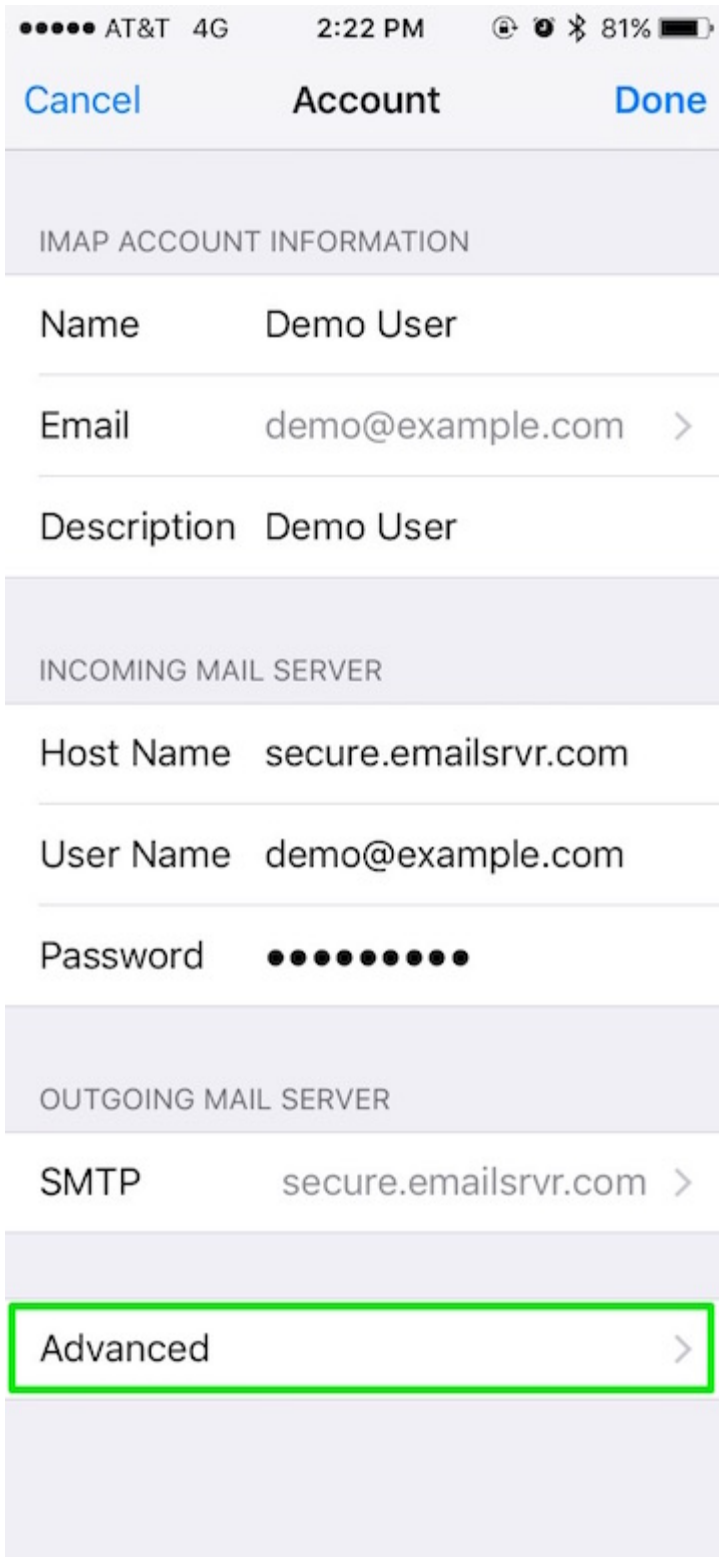 AT&T 4G 2:22 PM 81%
Cancel Account Done
IMAP ACCOUNT INFORMATION
Name Demo User
Email demo@example.com
Description Demo User
INCOMING MAIL SERVER
Host Name secure.emailsrvr.com
User Name demo@example.com
Password ●●●●●●●●●
OUTGOING MAIL SERVER
SMTP secure.emailsrvr.com
Advanced